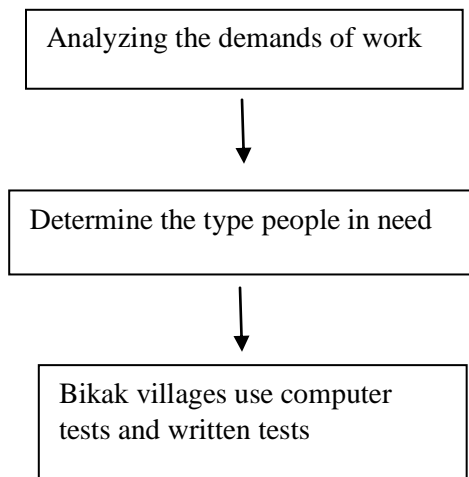 Analyzing the demands of work
Determine the type people in need
Bikak villages use computer
tests and written tests